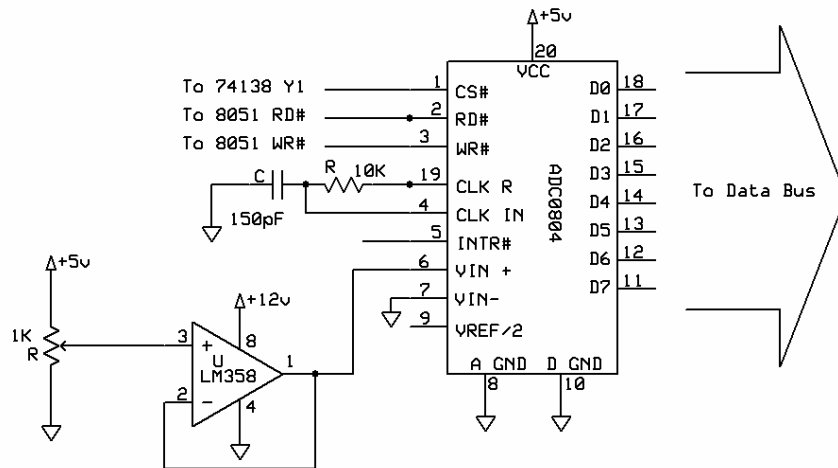 +5v
20
VCC
To 74138 Y1
1
CS#
D0
18
To 8051 RD#
2
RD#
D1
17
To 8051 WR#
3
WR#
D2
16
D3
15
C
R
10K
19
CLK R
ADC0804
To Data Bus
D4
14
150pF
4
CLK IN
D5
13
5
INTR#
D6
12
+5v
6
VIN +
D7
11
7
VIN-
+12v
9
VREF/2
1K
R
3
+
8
U
LM358
1
A GND
D GND
8
10
2
-
4